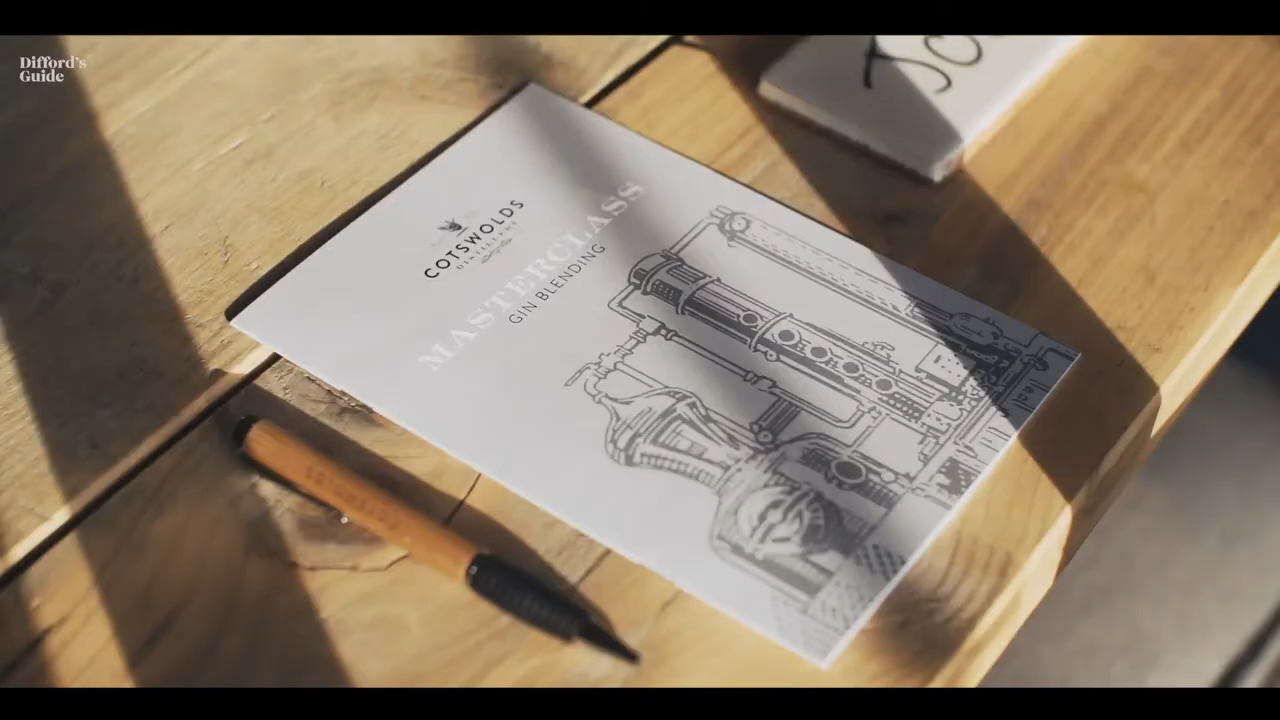 Difford's
Guide
COTSWOLDS
DISTILLERY
MASTERCLASS
GIN BLENDING